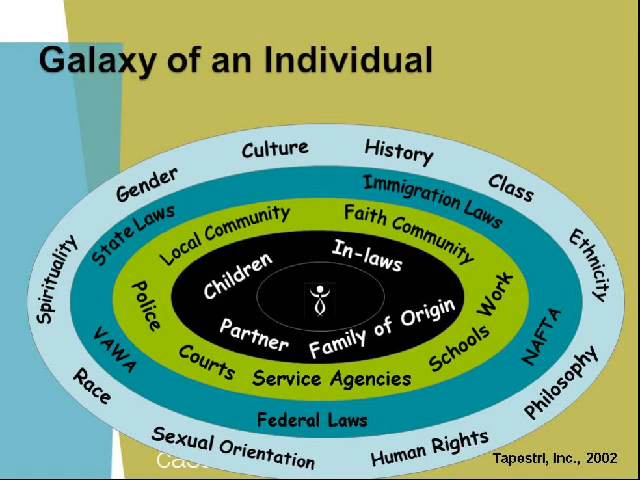 Galaxy of an Individual
Culture
History
Gender
Class
Immigration Laws
State Laws
Local Community
Faith Community
Spirituality
Ethnicity
In-laws
Children
Police
Work
Partner
Family of Origin
VAWA
NAFTA
Courts
Schools
Service Agencies
Race
Philosophy
Federal Laws
Sexual Orientation
Human Rights
Tapestri, Inc., 2002